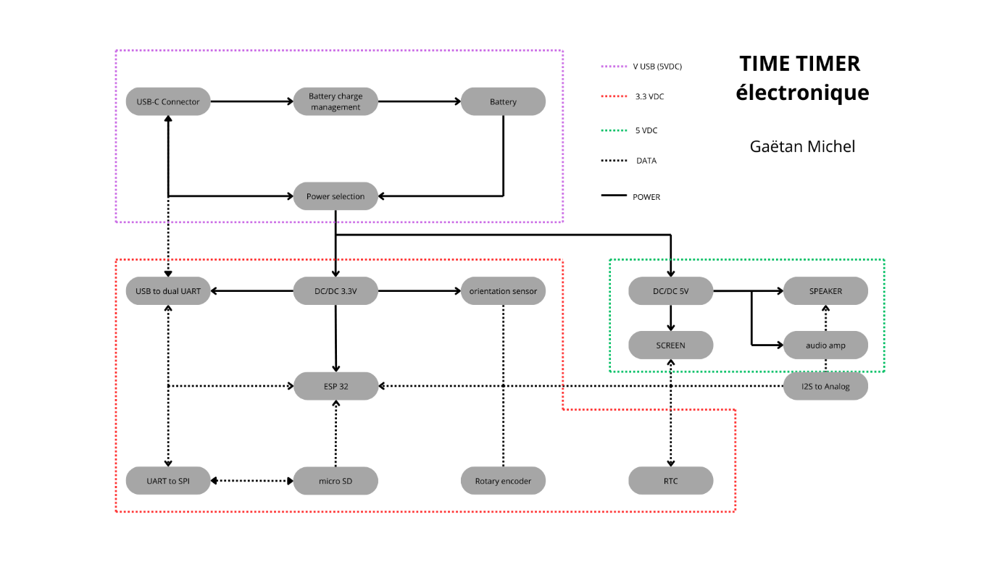 TIME TIMER
électronique
Gaëtan Michel
V USB (5VDC)
3.3 VDC
5 VDC
DATA
POWER
USB-C Connector
Battery charge
management
Battery
Power selection
USB to dual UART
DC/DC 3.3V
orientation sensor
DC/DC 5V
SPEAKER
SCREEN
audio amp
ESP 32
I2S to Analog
UART to SPI
micro SD
Rotary encoder
RTC